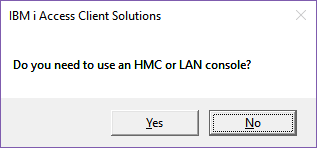 IBM i Access Client Solutions
Do you need to use an HMC or LAN console?
Yes
No